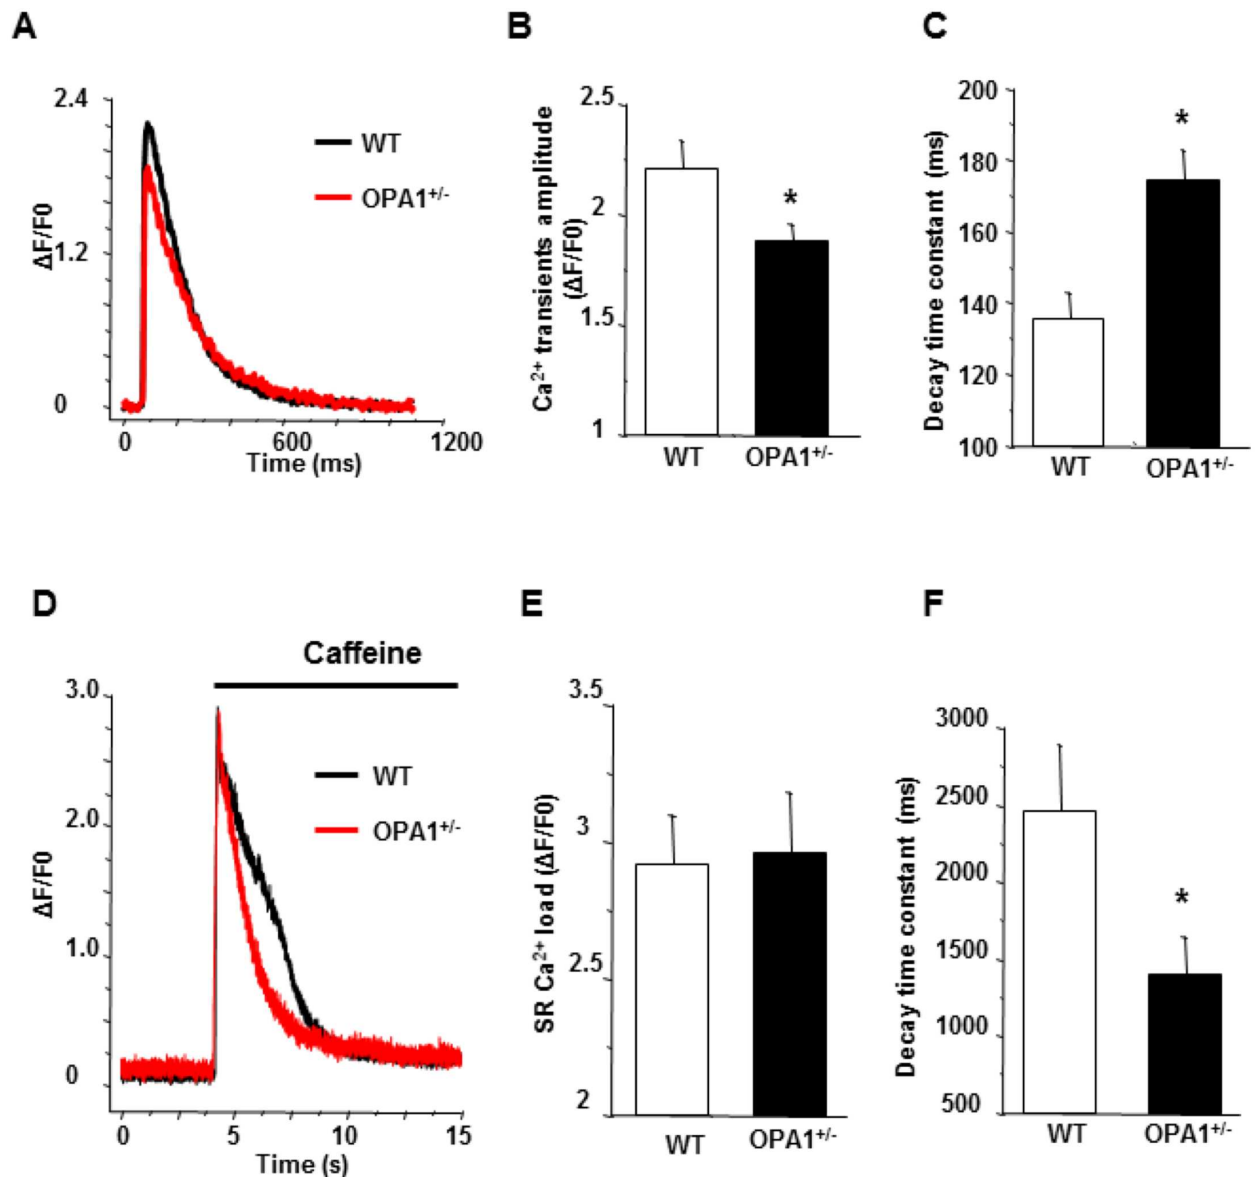 A
B
C
2.4
1.2
0
ΔF/F0
WT
OPA1+/-
0
600
1200
Time (ms)
2.5
2
1.5
1
Ca2+ transients amplitude
(ΔF/F0)
*
WT
OPA1+/-
200
180
160
140
120
100
Decay time constant (ms)
*
WT
OPA1+/-
D
E
F
Caffeine
3.0
2.0
1.0
0
ΔF/F0
WT
OPA1+/-
0
5
10
15
Time (s)
3.5
3
2.5
2
SR Ca2+ load (ΔF/F0)
WT
OPA1+/-
3000
2500
2000
1500
1000
500
Decay time constant (ms)
*
WT
OPA1+/-